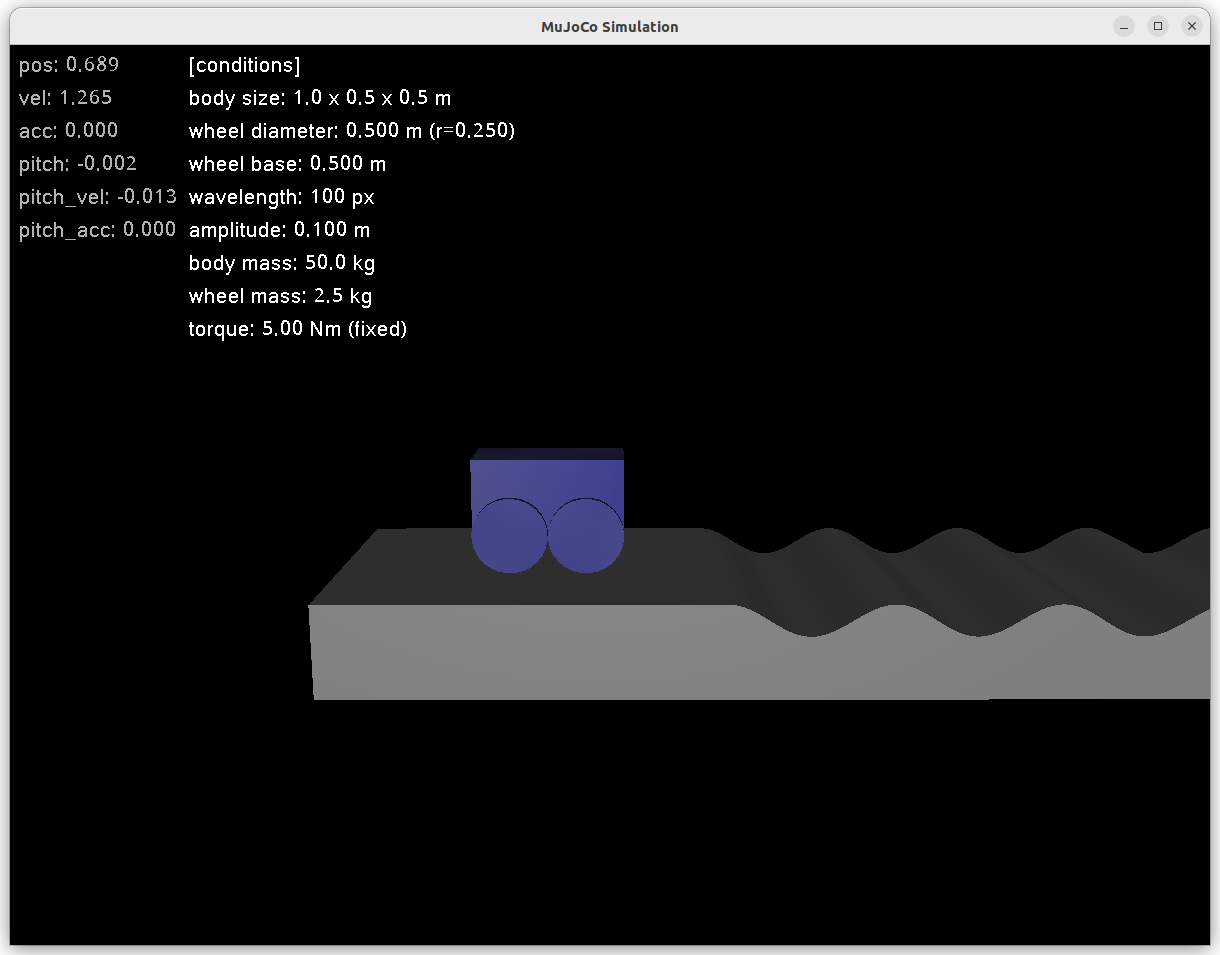 MuJoCo Simulation
pos: 0.689
vel: 1.265
acc: 0.000
pitch: -0.002
pitch_vel: -0.013
pitch_acc: 0.000
[conditions]
body size: 1.0 x 0.5 x 0.5 m
wheel diameter: 0.500 m (r=0.250)
wheel base: 0.500 m
wavelength: 100 px
amplitude: 0.100 m
body mass: 50.0 kg
wheel mass: 2.5 kg
torque: 5.00 Nm (fixed)